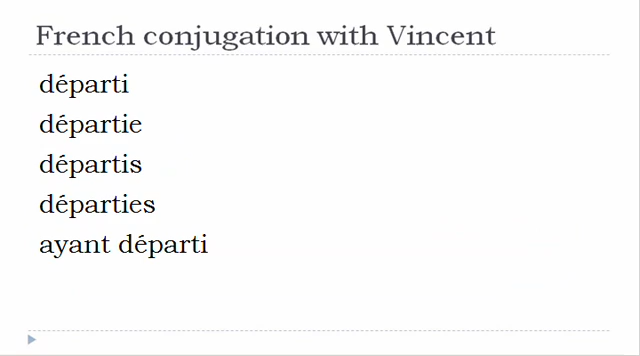 French conjugation with Vincent
départi
départie
départis
départies
ayant départi